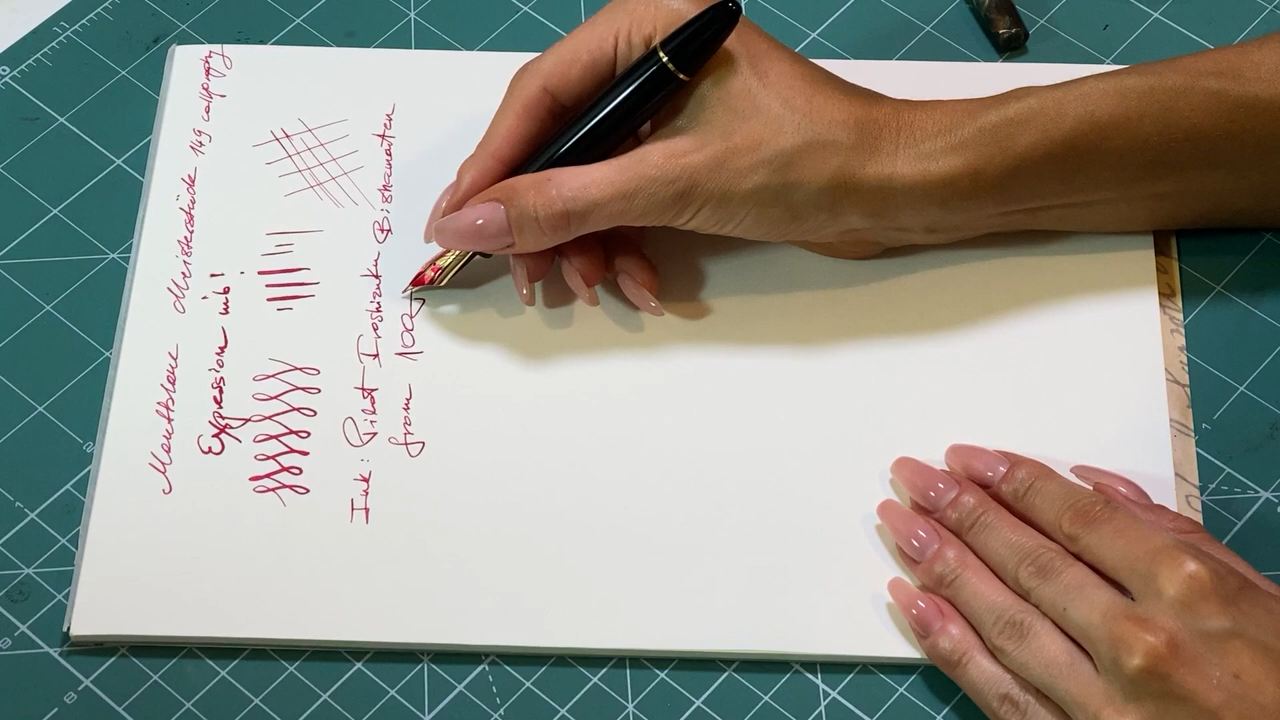 Montblanc Meisterstück 149 calligraphy
Expression nib!
Ink: Pilot Iroshizuku Bishamonten
from 100